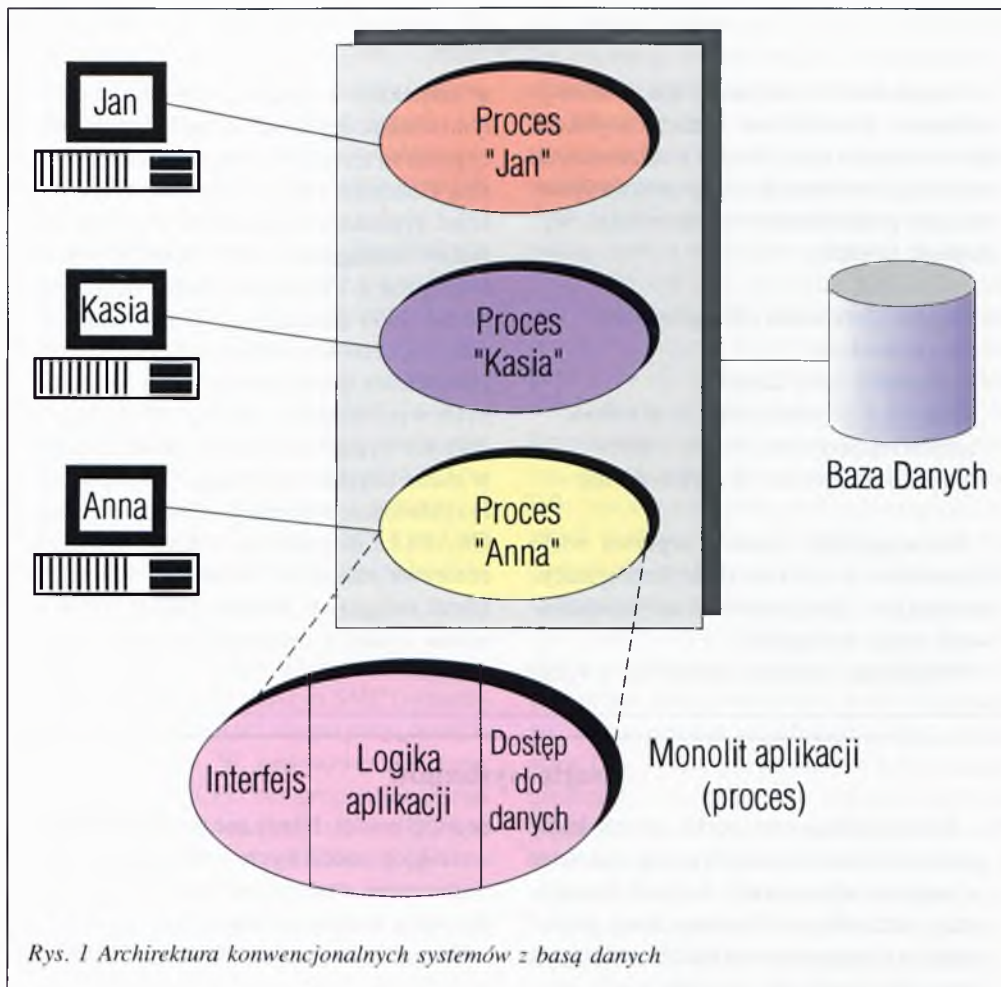 Jan
Proces
"Jan"
Kasia
Proces
"Kasia"
Anna
Proces
"Anna"
Baza Danych
Interfejs
Logika
aplikacji
Dostęp
do
danych
Monolit aplikacji
(proces)
Rys. 1 Archirektura konwencjonalnych systemów z basą danych